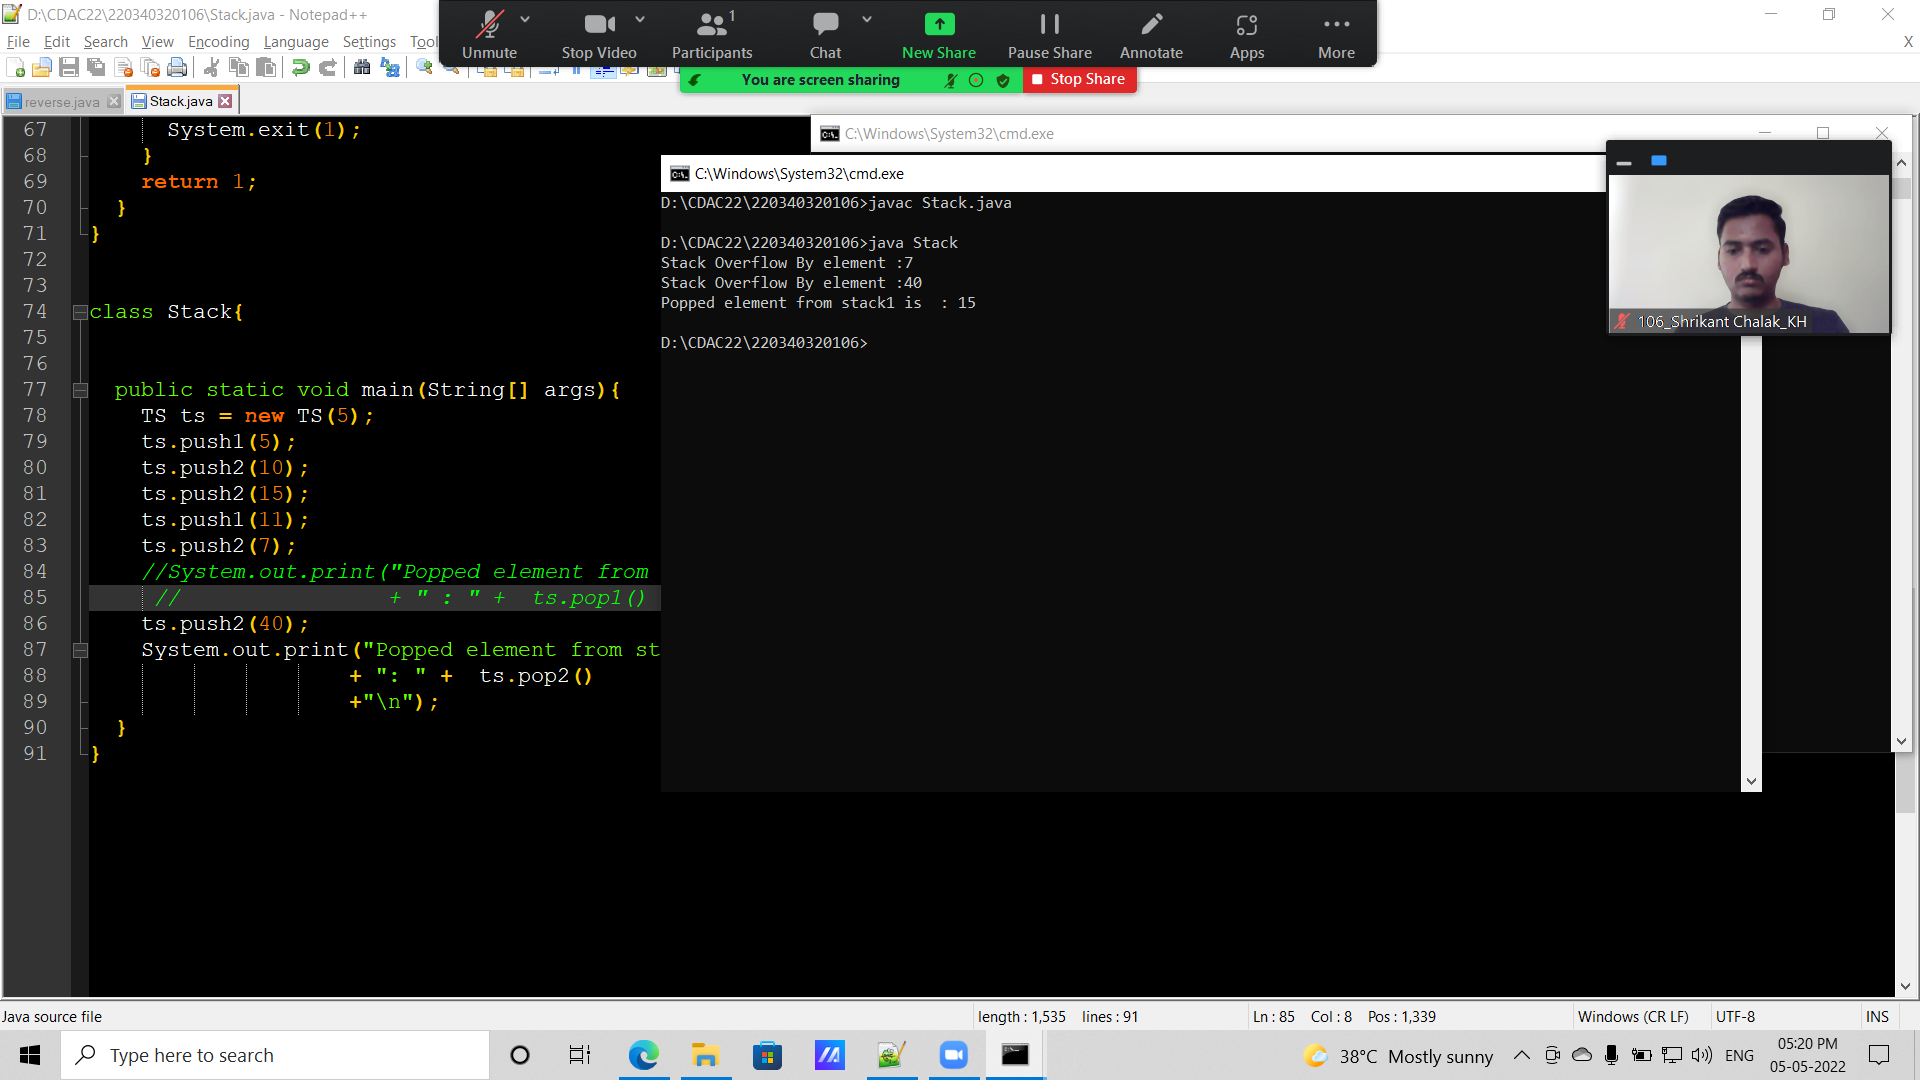 D:\CDAC22\220340320106\Stack.java - Notepad++
File Edit Search View Encoding Language Settings Tool
X
Unmute Stop Video Participants 1 Chat New Share Pause Share Annotate Apps More
You are screen sharing Stop Share
reverse.java Stack.java
67 System.exit(1);
68 }
69 return 1;
70 }
71 }
72
73
74 class Stack{
75
76
77 public static void main(String[] args){
78 TS ts = new TS(5);
79 ts.push1(5);
80 ts.push2(10);
81 ts.push2(15);
82 ts.push1(11);
83 ts.push2(7);
84 //System.out.print("Popped element from
85 // + " : " + ts.pop1()
86 ts.push2(40);
87 System.out.print("Popped element from st
88 + ": " + ts.pop2()
89 +"\n");
90 }
91 }
C:\Windows\System32\cmd.exe
C:\Windows\System32\cmd.exe
D:\CDAC22\220340320106>javac Stack.java
D:\CDAC22\220340320106>java Stack
Stack Overflow By element :7
Stack Overflow By element :40
Popped element from stack1 is  : 15
D:\CDAC22\220340320106>
106_Shrikant Chalak_KH
Java source file length : 1,535 lines : 91 Ln : 85 Col : 8 Pos : 1,339 Windows (CR LF) UTF-8 INS
Type here to search
38°C Mostly sunny
ENG
05:20 PM
05-05-2022